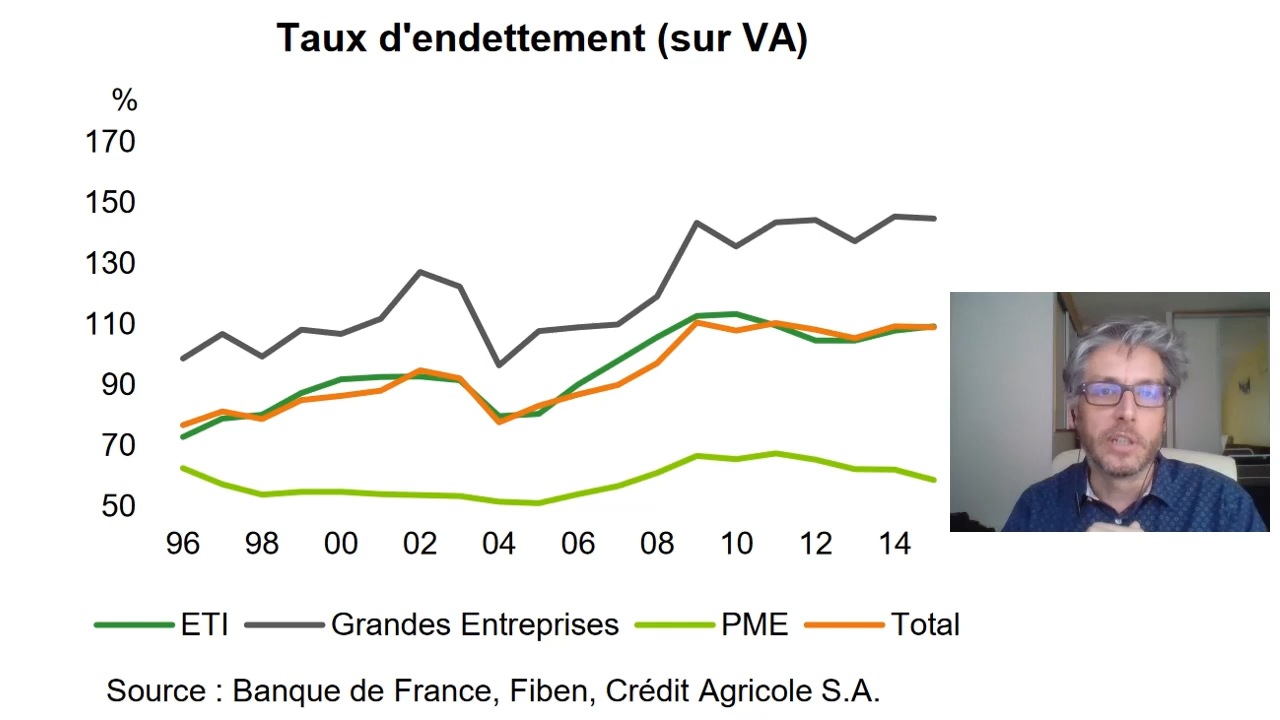 Taux d'endettement (sur VA)
%
170
150
130
110
90
70
50
96 98 00 02 04 06 08 10 12 14
ETI Grandes Entreprises PME Total
Source : Banque de France, Fiben, Crédit Agricole S.A.